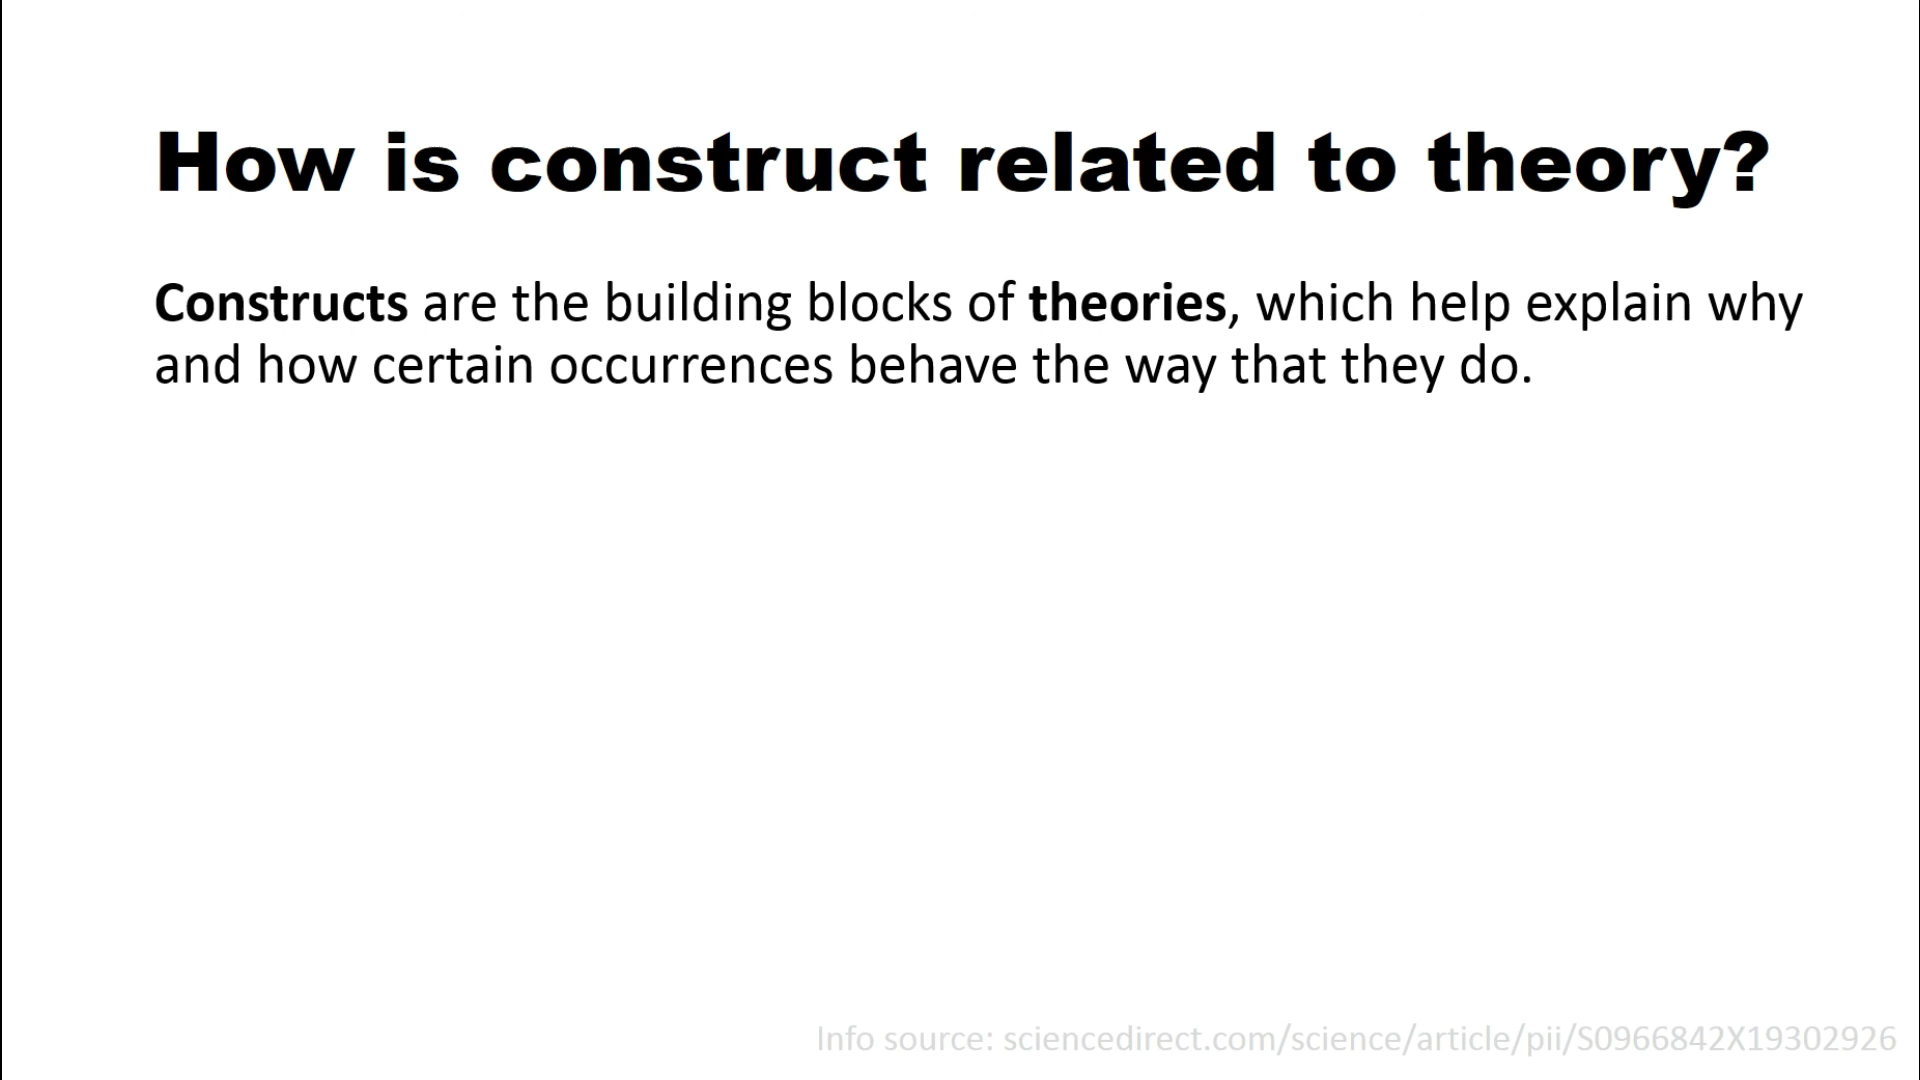 How is construct related to theory?
Constructs are the building blocks of theories, which help explain why
and how certain occurrences behave the way that they do.
Info source: sciencedirect.com/science/article/pii/S0966842X19302926